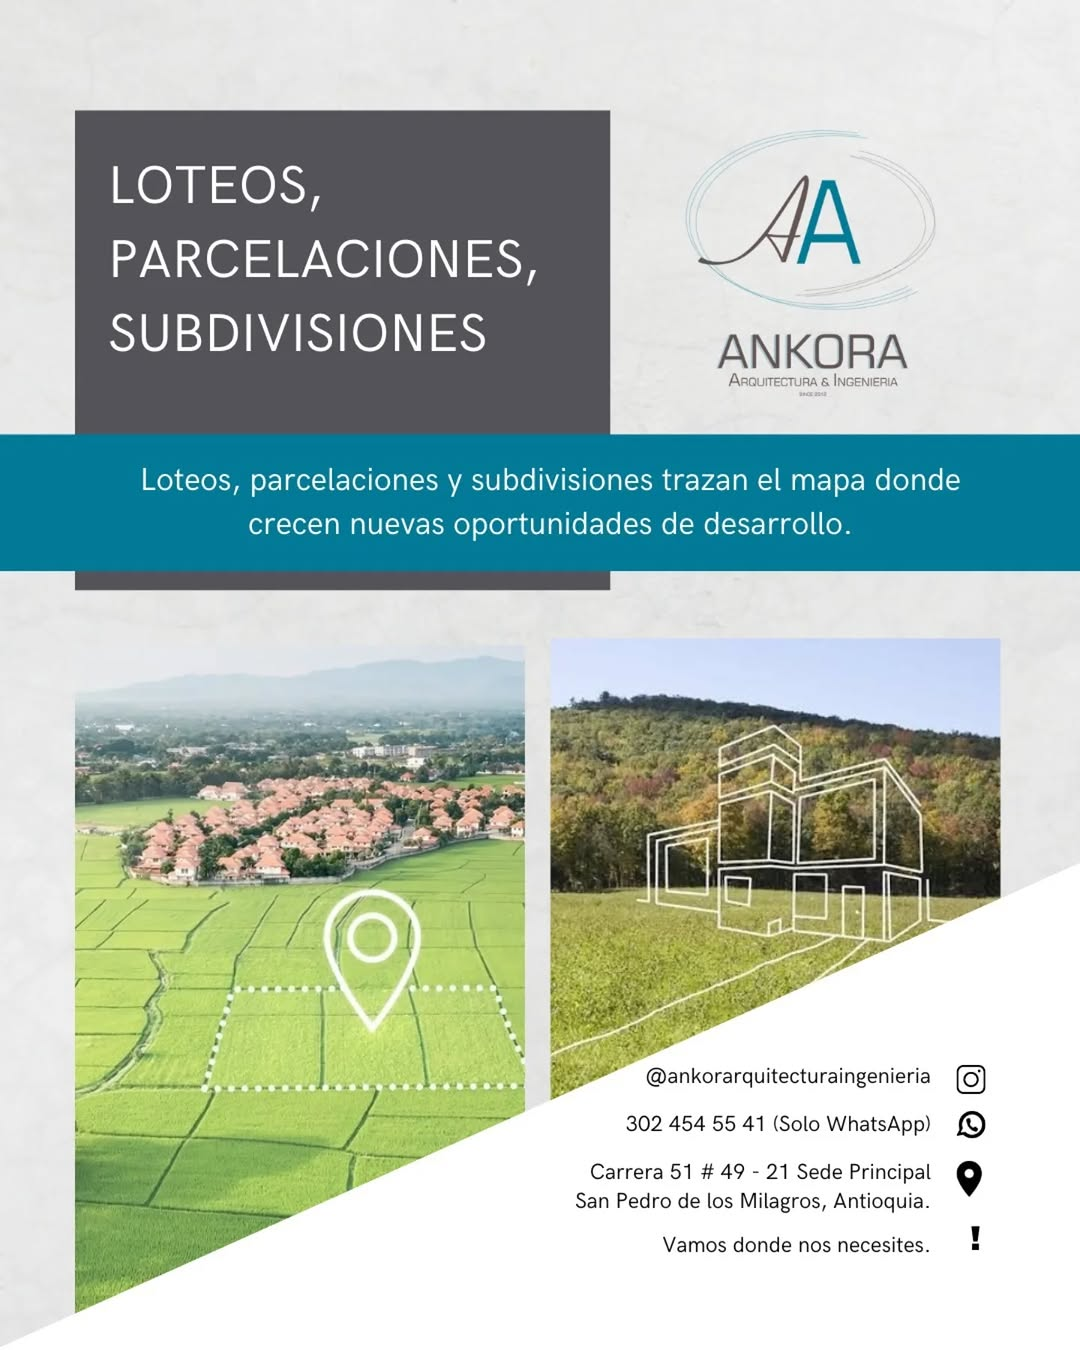 LOTEOS,
PARCELACIONES,
SUBDIVISIONES
AA
ANKORA
ARQUITECTURA & INGENIERIA
SINCE 2012
Loteos, parcelaciones y subdivisiones trazan el mapa donde
crecen nuevas oportunidades de desarrollo.
@ankorarquitecturaingenieria
302 454 55 41 (Solo WhatsApp)
Carrera 51 # 49 - 21 Sede Principal
San Pedro de los Milagros, Antioquia.
Vamos donde nos necesites. !